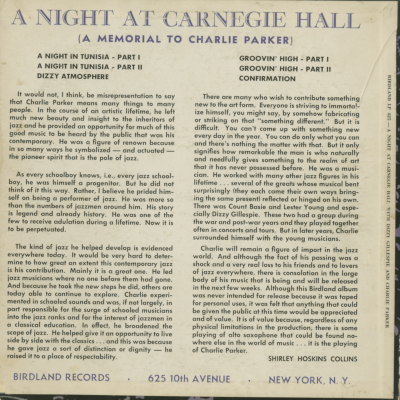 A NIGHT AT CARNEGIE HALL
(A MEMORIAL TO CHARLIE PARKER)
A NIGHT IN TUNISIA - PART I
A NIGHT IN TUNISIA - PART II
DIZZY ATMOSPHERE
GROOVIN' HIGH - PART I
GROOVIN' HIGH - PART II
CONFIRMATION
It would not, I think, be misrepresentation to say
that Charlie Parker means many things to many
people. In the course of an artistic lifetime, he left
much new beauty and insight to the inheritors of
jazz and he provided an opportunity for much of this
good music to be heard by the public that was his
contemporary. He was a figure of renown because
in so many ways he symbolized — and actuated —
the pioneer spirit that is the pole of jazz.
As every schoolboy knows, i.e., every jazz school-
boy, he was himself a progenitor. But he did not
think of it this way. Rather, I believe he prided him-
self on being a performer of jazz. He was more so
than the numbers of jazzmen around him. His story
is legend and already history. He was one of the
few to receive adulation during a lifetime. Now it is
to be perpetuated.
The kind of jazz he helped develop is evidenced
everywhere today. It would be very hard to deter-
mine to how great an extent this contemporary jazz
is his contribution. Mainly it is a great one. He led
jazz musicians where no one before them had gone.
And because he took the new steps he did, others are
today able to continue to explore. Charlie experi-
mented in schooled sounds and was, if not largely, in
part responsible for the surge of schooled musicians
into the jazz ranks and for the interest of jazzmen in
a classical education. In effect, he broadened the
scope of jazz. He helped give it an opportunity to live
side by side with the classics . . . and this was because
he gave jazz a sort of distinction or dignity — he
raised it to a place of respectability.
There are many who wish to contribute something
new to the art form. Everyone is striving to immortal-
ize himself, you might say, by somehow fabricating
or striking on that "something different." But it is
difficult. You can't come up with something new
every day in the year. You can do only what you can
and there's nothing the matter with that. But it only
signifies how remarkable the man is who naturally
and needfully gives something to the realm of art
that it has never possessed before. He was a musi-
cian. He worked with many other jazz figures in his
lifetime . . . several of the greats whose musical bent
surprisingly they each came their own ways bring-
ing the same present reflected or hinged on his own.
There was Count Basie and Lester Young and espe-
cially Dizzy Gillespie. These two had a group during
the war and post-war years and they played together
often in concerts and tours. But in later years, Charlie
surrounded himself with the young musicians.
Charlie will remain a figure of import in the jazz
world. And although the fact of his passing was a
shock and a very real loss to his friends and to lovers
of jazz everywhere, there is consolation in the large
body of his music that is being and will be released
in the next few weeks. Although this Birdland album
was never intended for release because it was taped
for personal uses, it was felt that anything that could
be given the public at this time would be appreciated
and of value. It is of value because, regardless of any
physical limitations in the production, there is some
playing of alto saxophone that could be found no-
where else in the world of music . . . it is the playing
of Charlie Parker.
SHIRLEY HOSKINS COLLINS
BIRDLAND RECORDS · 625 10th AVENUE · NEW YORK, N. Y.